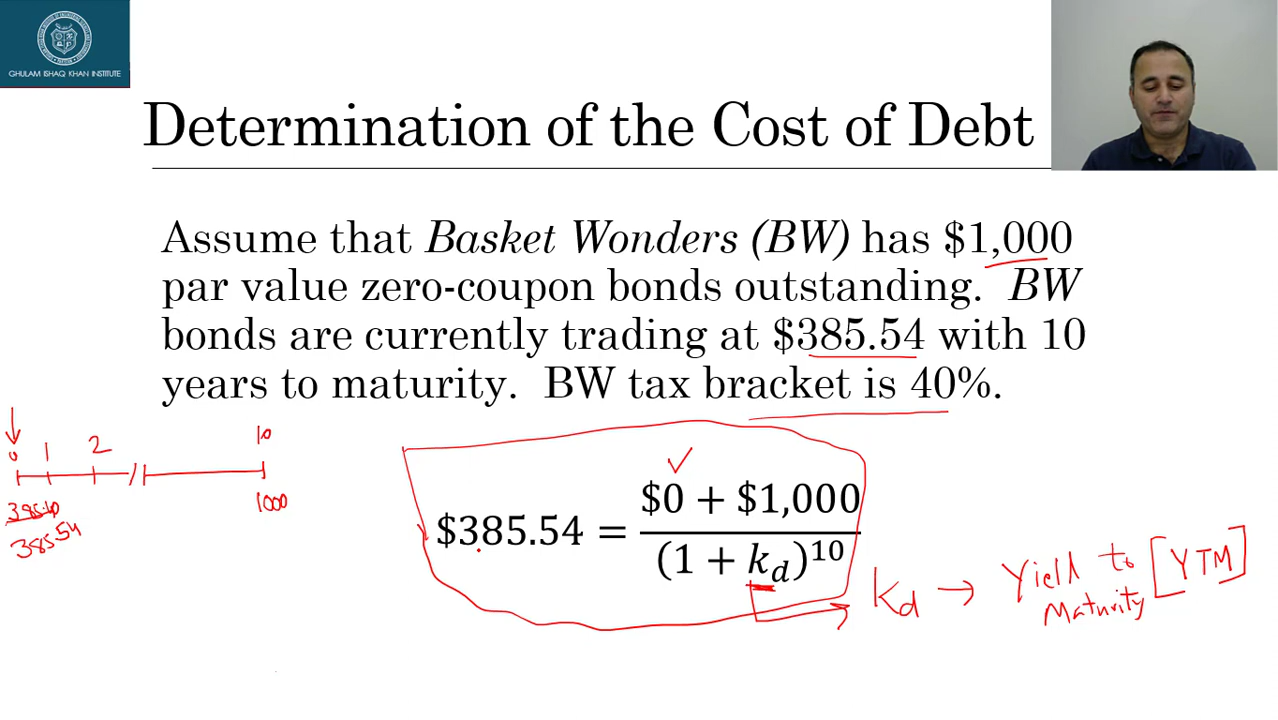 GHULAM ISHAQ KHAN INSTITUTE
Determination of the Cost of Debt
Assume that Basket Wonders (BW) has $1,000
par value zero-coupon bonds outstanding. BW
bonds are currently trading at $385.54 with 10
years to maturity. BW tax bracket is 40%.
0 1 2 10
1000
385.54
$385.54 = $0 + $1,000
(1 + k_d)^10
k_d → Yield to Maturity [YTM]